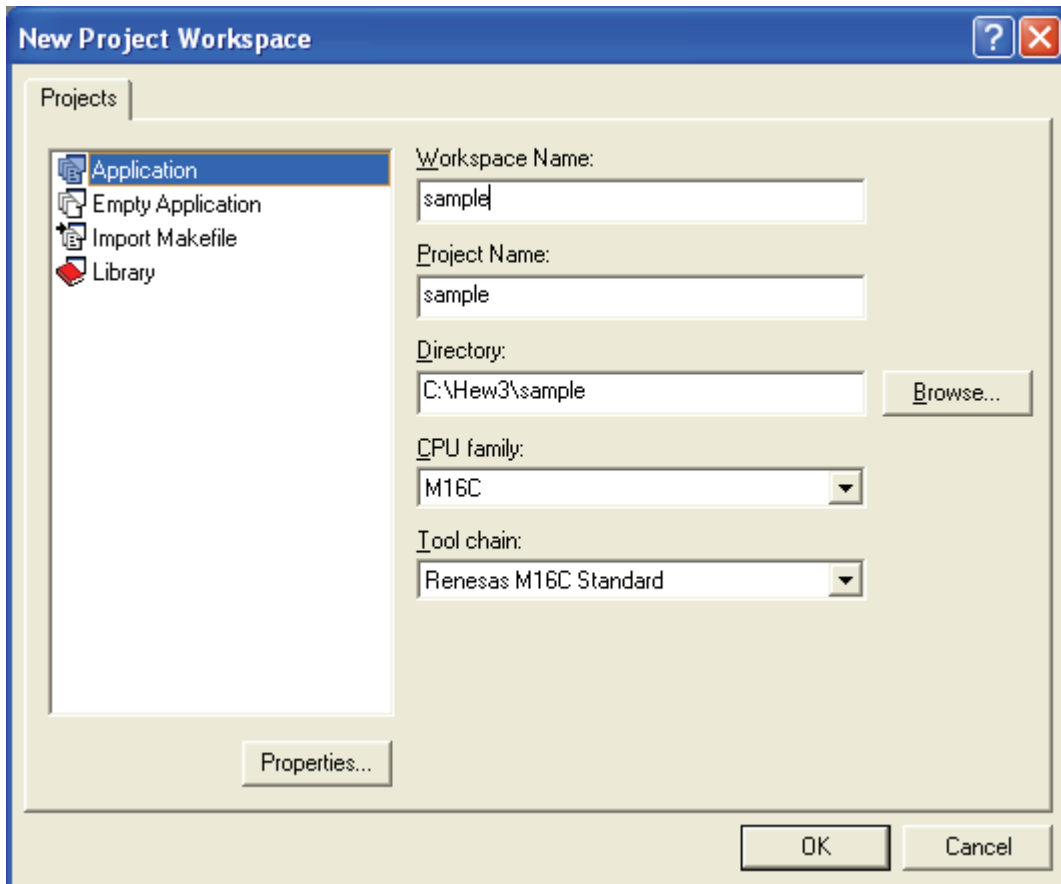 New Project Workspace
Projects
Application
Empty Application
Import Makefile
Library
Properties...
Workspace Name:
sample
Project Name:
sample
Directory:
C:\Hew3\sample
Browse...
CPU family:
M16C
Tool chain:
Renesas M16C Standard
OK
Cancel